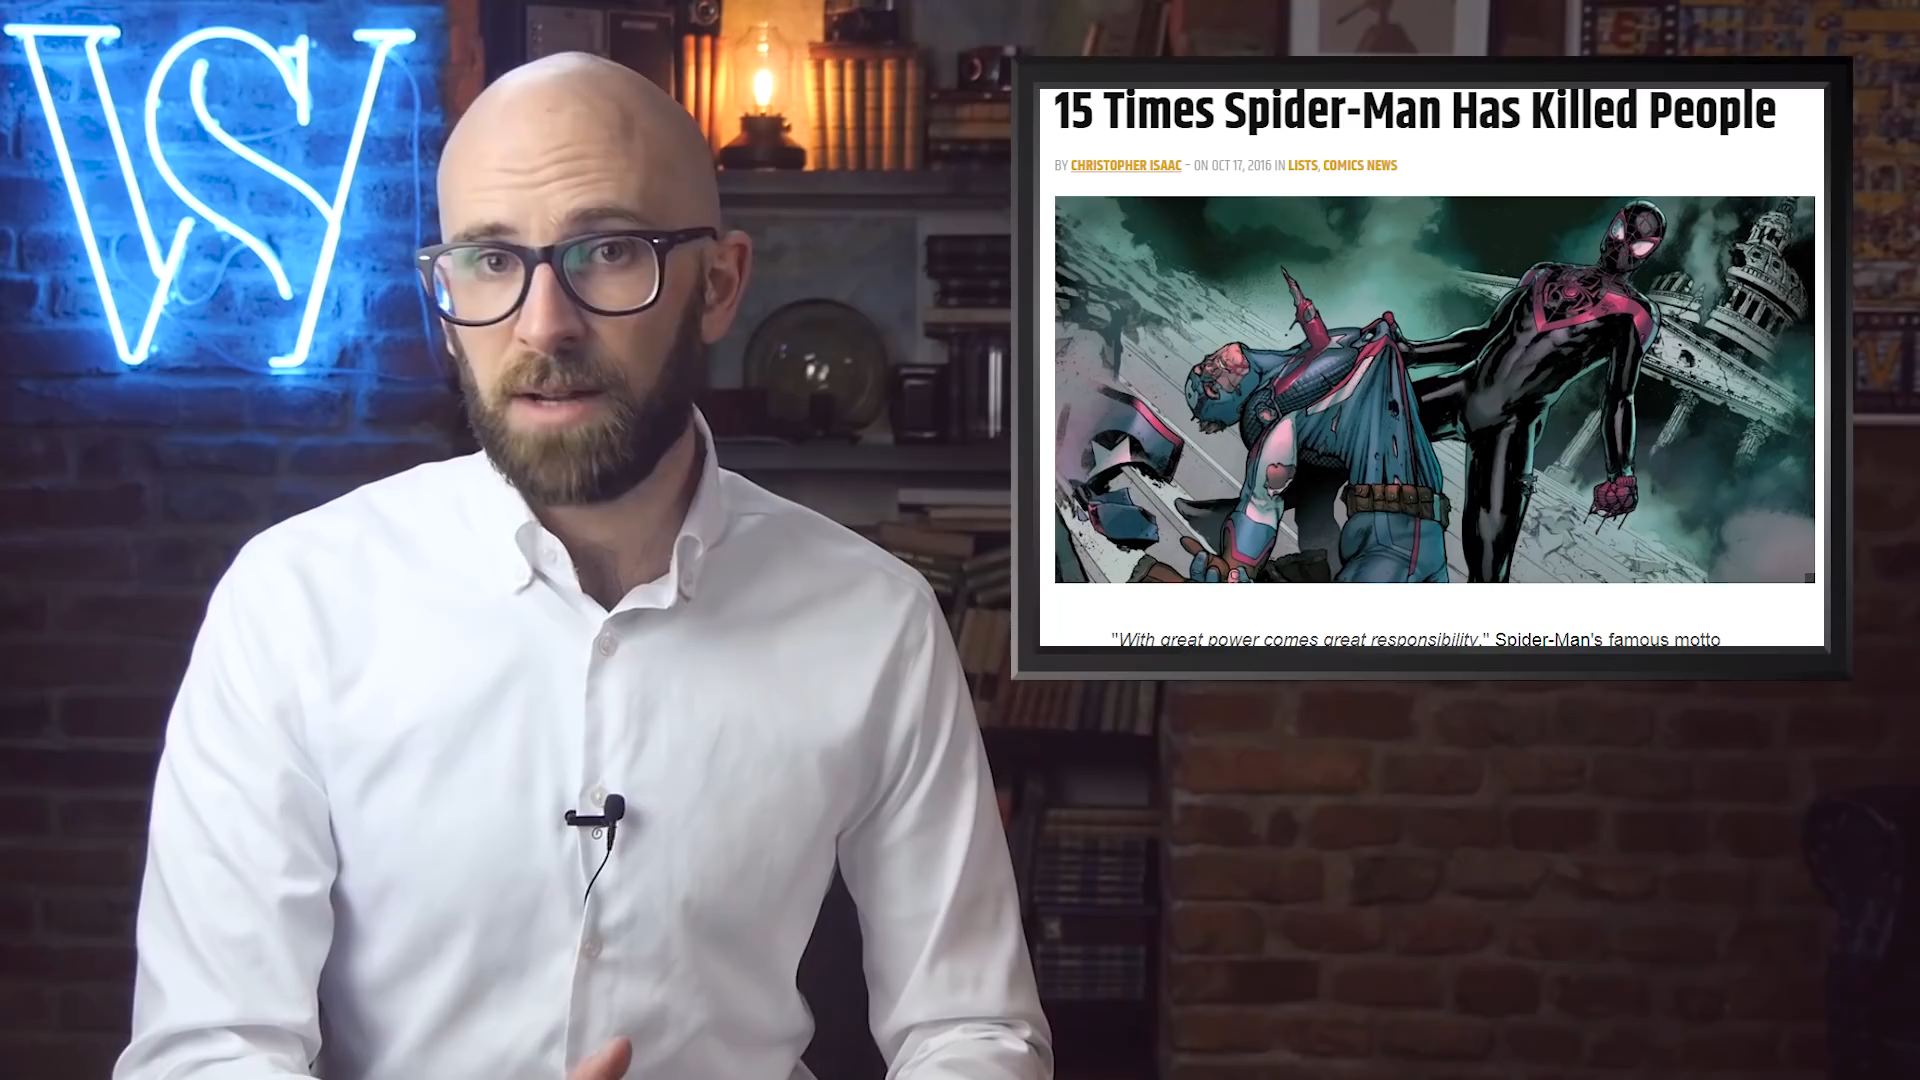 VS
15 Times Spider-Man Has Killed People
BY CHRISTOPHER ISAAC - ON OCT 17, 2016 IN LISTS, COMICS NEWS
"With great power comes great responsibility." Spider-Man's famous motto